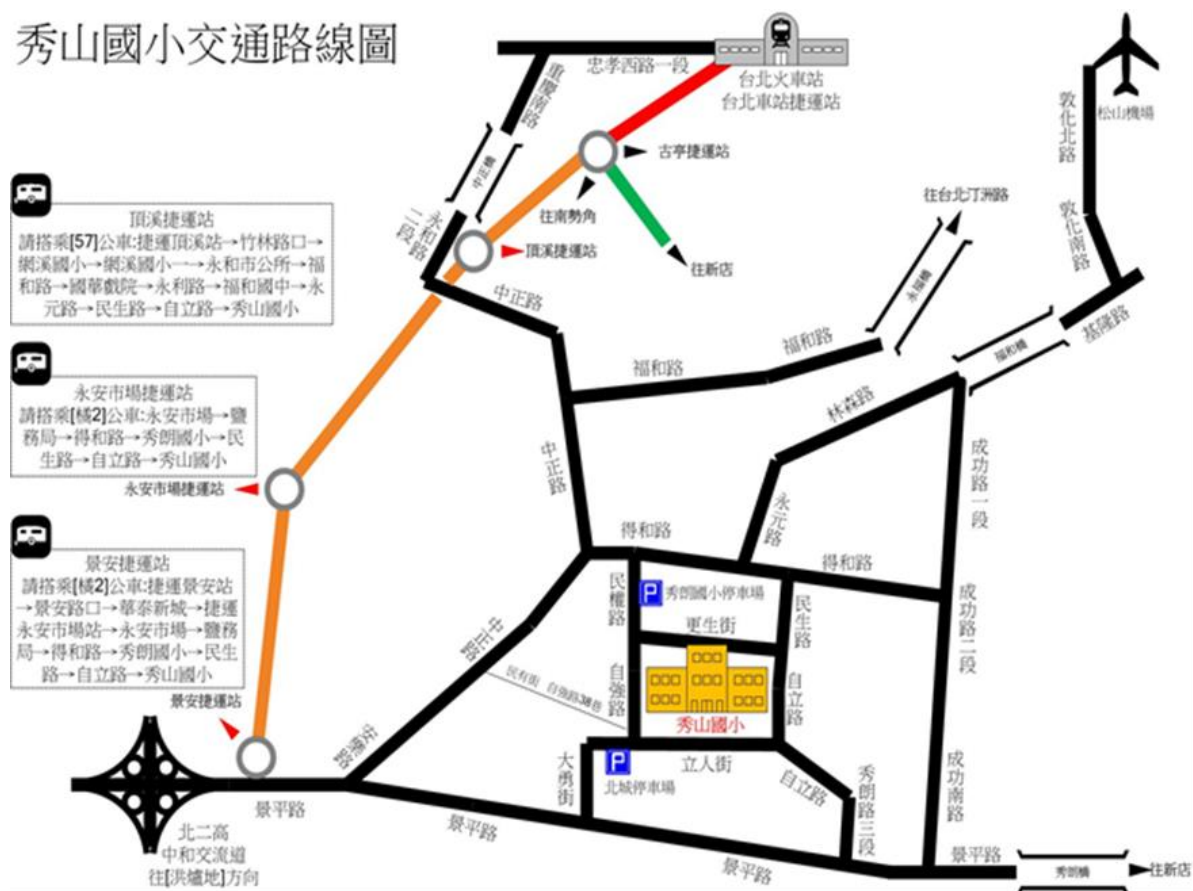 秀山國小交通路線圖
忠孝西路一段
台北火車站
台北車站捷運站
重慶南路
中正橋
永和路二段
古亭捷運站
往南勢角
頂溪捷運站
往新店
松山機場
敦化北路
敦化南路
往台北汀洲路
永福橋
福和橋
基隆路
頂溪捷運站
請搭乘[57]公車:捷運頂溪站→竹林路口→
網溪國小→網溪國小一→永和市公所→福
和路→國華戲院→永利路→福和國中→永
元路→民生路→自立路→秀山國小
中正路
福和路
福和路
林森路
永安市場捷運站
請搭乘[橘2]公車:永安市場→鹽
務局→得和路→秀朗國小→民
生路→自立路→秀山國小
永安市場捷運站
中正路
永元路
成功路一段
得和路
得和路
景安捷運站
請搭乘[橘2]公車:捷運景安站
→景安路口→華泰新城→捷運
永安市場站→永安市場→鹽務
局→得和路→秀朗國小→民生
路→自立路→秀山國小
景安捷運站
民權路
P
秀朗國小停車場
民生路
成功路二段
更生街
中正路
民有街 自強路38巷
自強路
自立路
秀山國小
安樂路
大勇街
P
北城停車場
立人街
自立路
秀朗路三段
成功南路
景平路
景平路
景平路
景平路
北二高
中和交流道
往[洪爐地]方向
秀朗橋
往新店